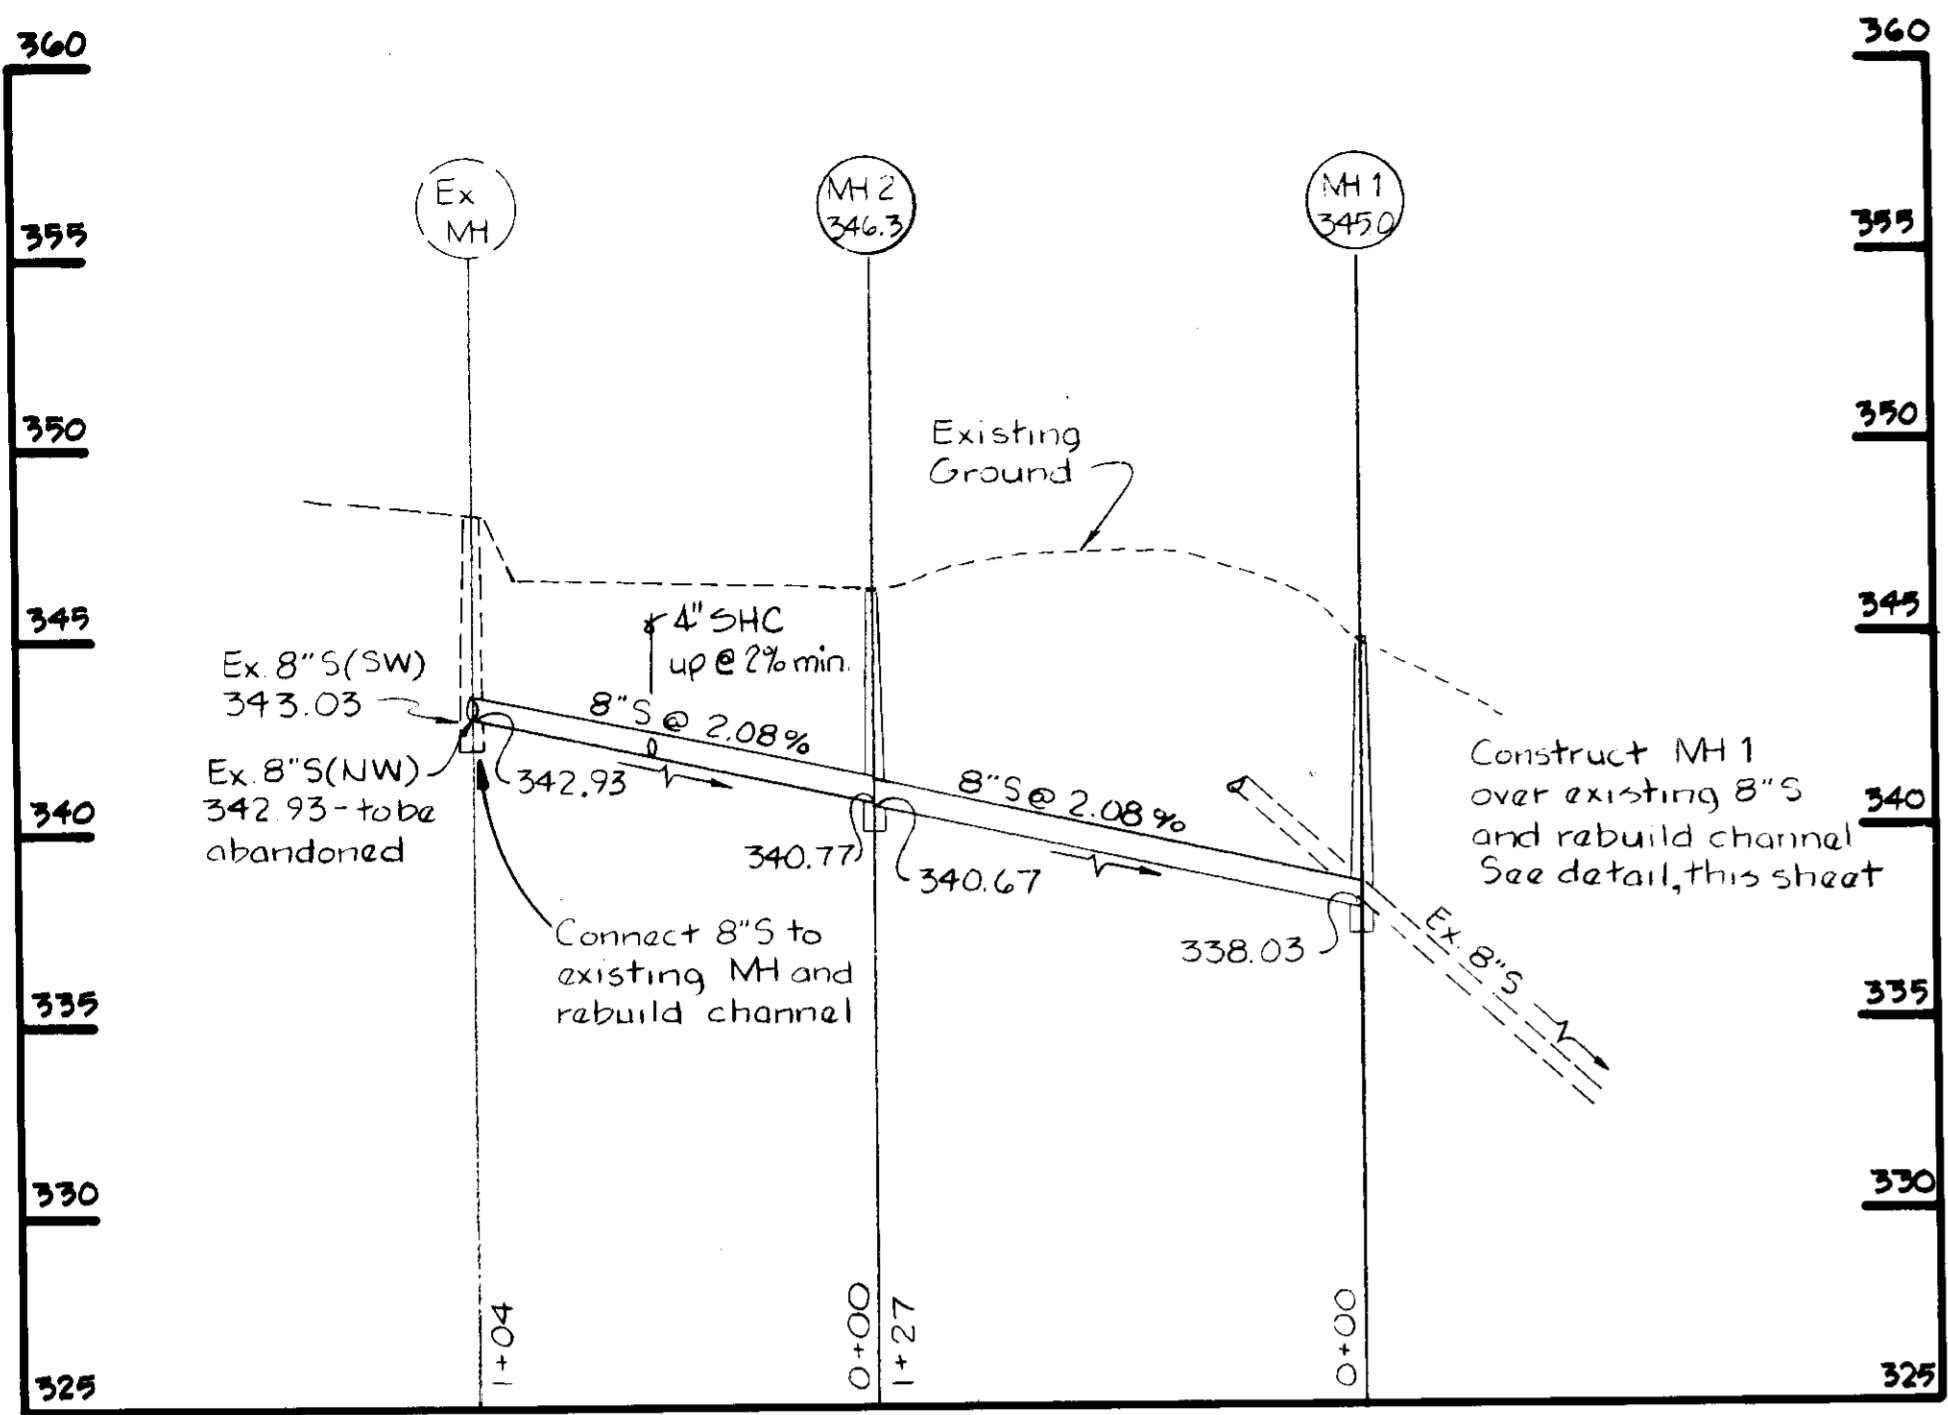 360
360
Ex
MH
MH 2
346.3
MH 1
345.0
355
355
350
350
Existing
Ground
345
345
4" SHC
up @ 2% min.
Ex. 8" S(SW)
343.03
8" S @ 2.08%
Ex. 8" S(NW)
342.93 - to be
abandoned
342.93
8" S @ 2.08%
Construct MH 1
over existing 8" S
and rebuild channel
See detail, this sheet
340
340
340.77
340.67
Connect 8" S to
existing MH and
rebuild channel
338.03
Ex. 8" S
335
335
330
330
1+04
0+00
1+27
0+00
325
325